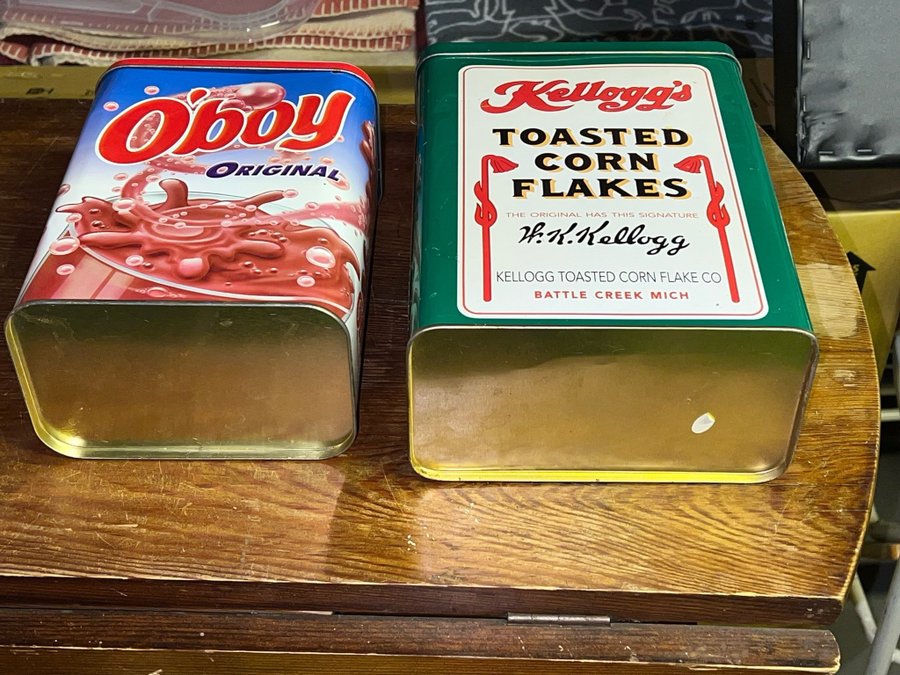 O'boy
ORIGINAL
Kellogg's
TOASTED
CORN
FLAKES
THE ORIGINAL HAS THIS SIGNATURE
W.K.Kellogg
KELLOGG TOASTED CORN FLAKE CO
BATTLE CREEK MICH